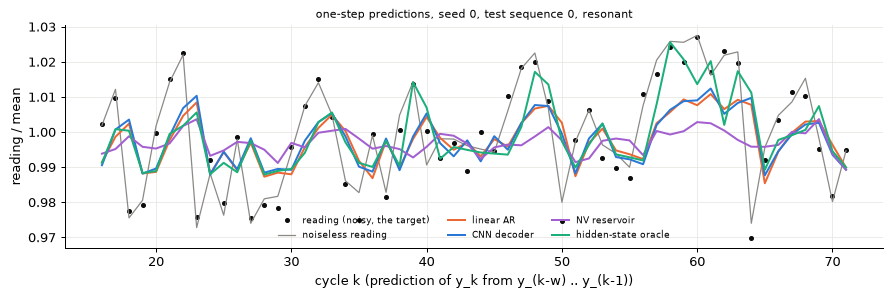 one-step predictions, seed 0, test sequence 0, resonant
reading / mean
1.03
1.02
1.01
1.00
0.99
0.98
0.97
reading (noisy, the target)
noiseless reading
linear AR
CNN decoder
NV reservoir
hidden-state oracle
20
30
40
50
60
70
cycle k (prediction of y_k from y_(k-w) .. y_(k-1))